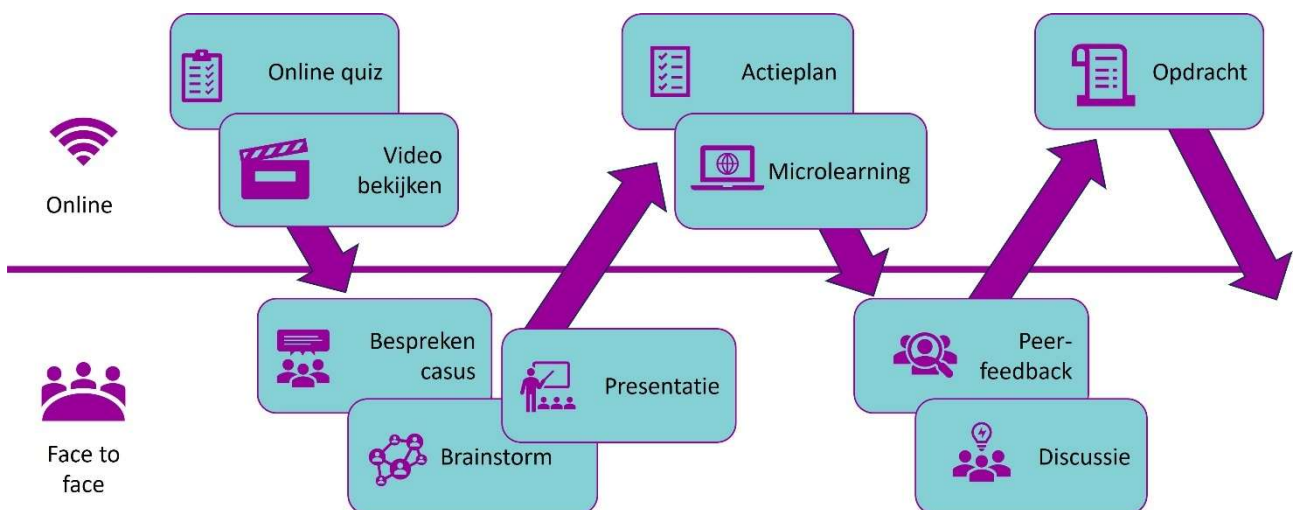 Online quiz
Video
bekijken
Actieplan
Microlearning
Opdracht
Online
Bespreken
casus
Brainstorm
Presentatie
Peer-
feedback
Discussie
Face to
face